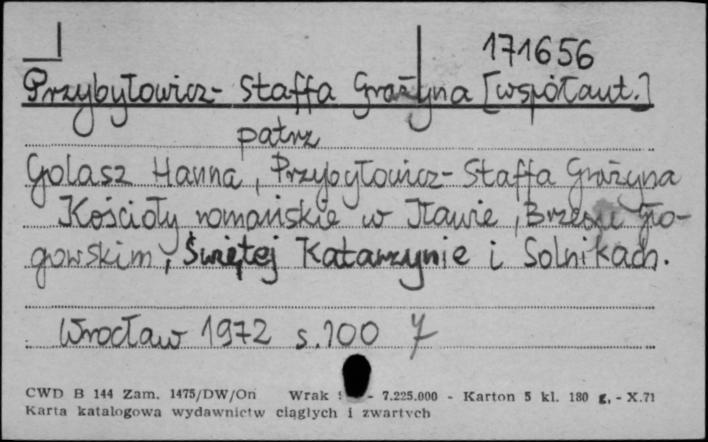 171656
Przybyłowicz- Staffa Grażyna [współaut.]
patrz
Golasz Hanna, Przybyłowicz- Staffa Grażyna
Kościoły romańskie w Iławie, Brzegu Gło-
gowskim, Świętej Katarzynie i Solnikach.
Wrocław 1972 s. 100
CWD B 144 Zam. 1475/DW/On Wrak - 7.225.000 - Karton 5 kl. 180 g, - X.71
Karta katalogowa wydawnictw ciągłych i zwartych